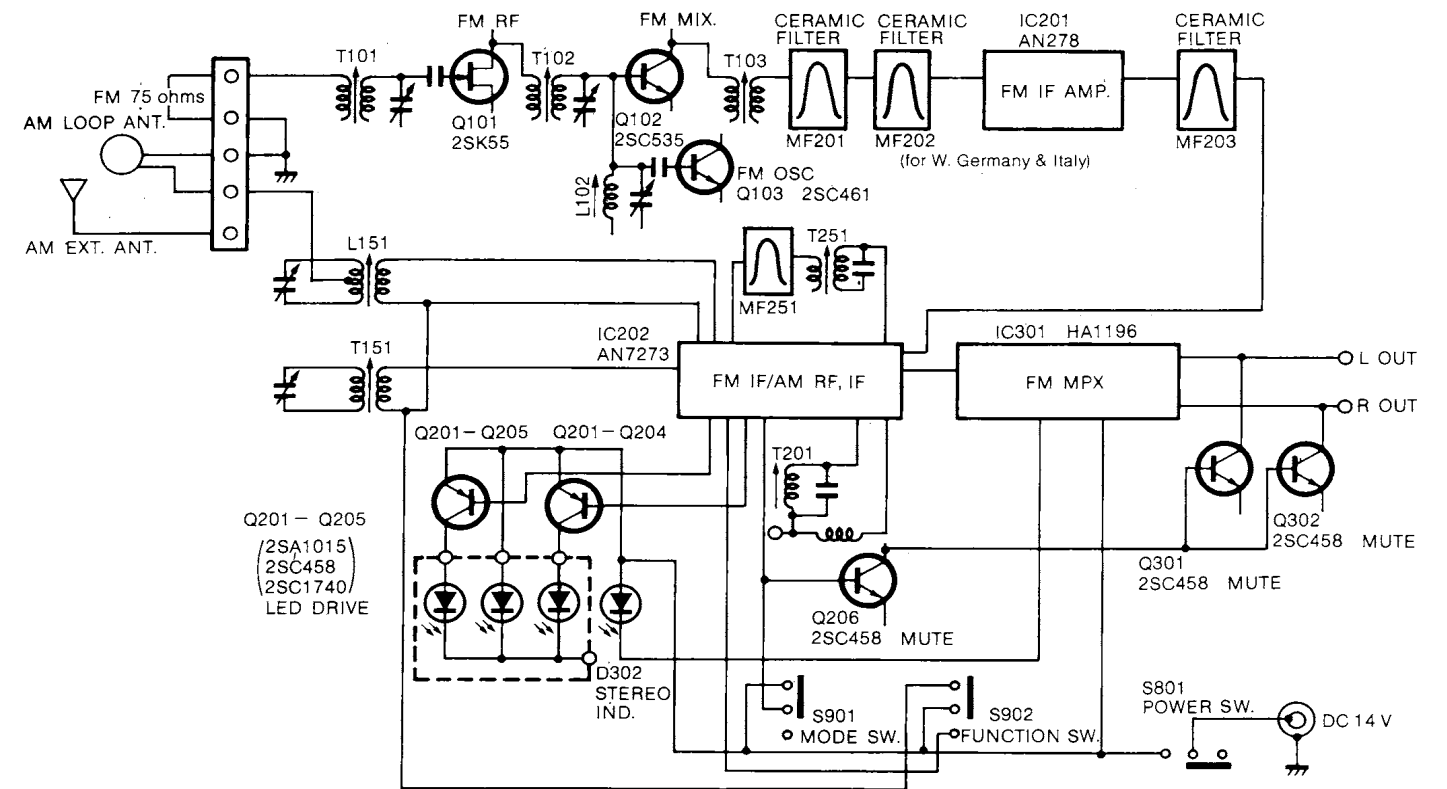 FM RF
FM MIX.
CERAMIC
FILTER
CERAMIC
FILTER
IC201
AN278
CERAMIC
FILTER
T101
T102
T103
FM 75 ohms
AM LOOP ANT.
Q101
2SK55
Q102
2SC535
MF201
MF202
(for W. Germany & Italy)
FM IF AMP.
MF203
FM OSC
Q103 2SC461
L102
AM EXT. ANT.
L151
T251
MF251
IC202
AN7273
IC301 HA1196
T151
FM IF/AM RF, IF
FM MPX
L OUT
R OUT
Q201-Q205
Q201-Q204
T201
Q201- Q205
2SA1015
2SC458
2SC1740
LED DRIVE
Q302
2SC458 MUTE
Q301
2SC458 MUTE
Q206
2SC458 MUTE
D302
STEREO
IND.
S901
MODE SW.
S902
FUNCTION SW.
S801
POWER SW.
DC 14 V